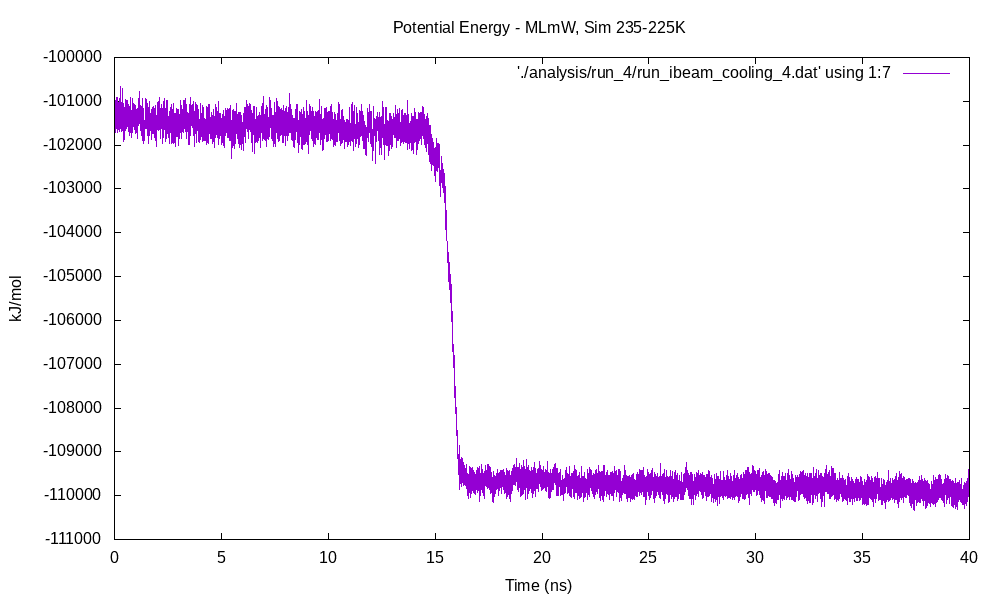 Potential Energy - MLmW, Sim 235-225K
'./analysis/run_4/run_ibeam_cooling_4.dat' using 1:7
-100000
-101000
-102000
-103000
-104000
-105000
-106000
-107000
-108000
-109000
-110000
-111000
kJ/mol
0 5 10 15 20 25 30 35 40
Time (ns)